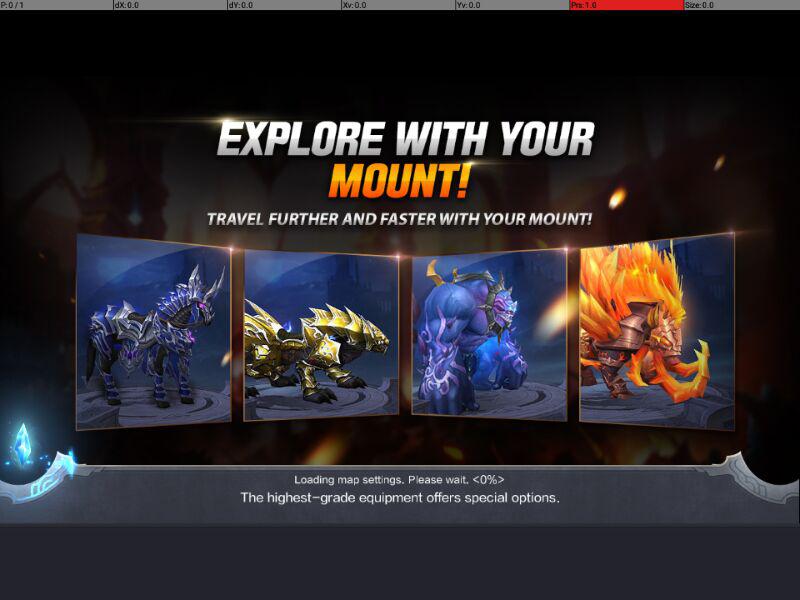 P: 0 / 1 dX: 0.0 dY: 0.0 Xv: 0.0 Yv: 0.0 Prs: 1.0 Size: 0.0
EXPLORE WITH YOUR
MOUNT!
TRAVEL FURTHER AND FASTER WITH YOUR MOUNT!
Loading map settings. Please wait. <0%>
The highest-grade equipment offers special options.